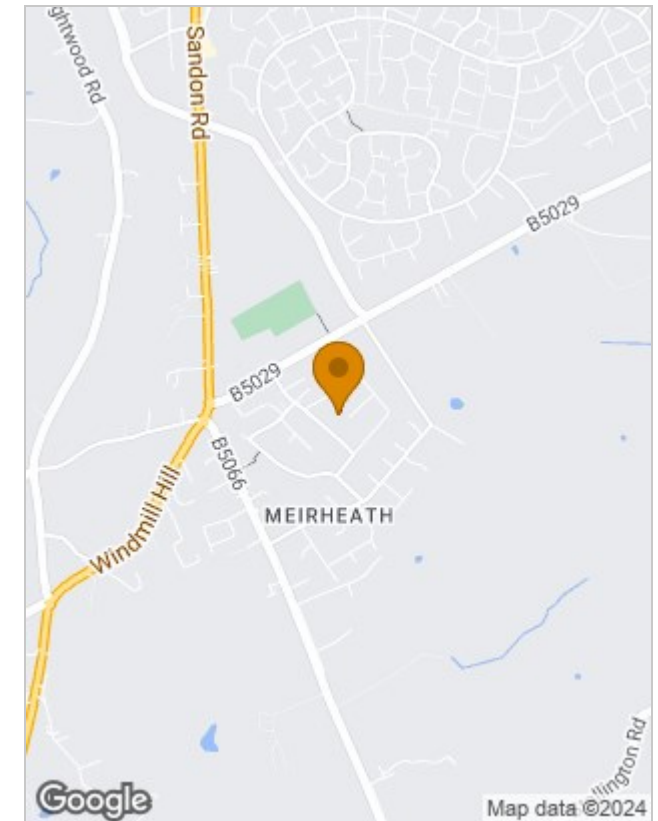 Sandon Rd
B5029
B5029
B5066
Windmill Hill
MEIRHEATH
Google
Map data ©2024